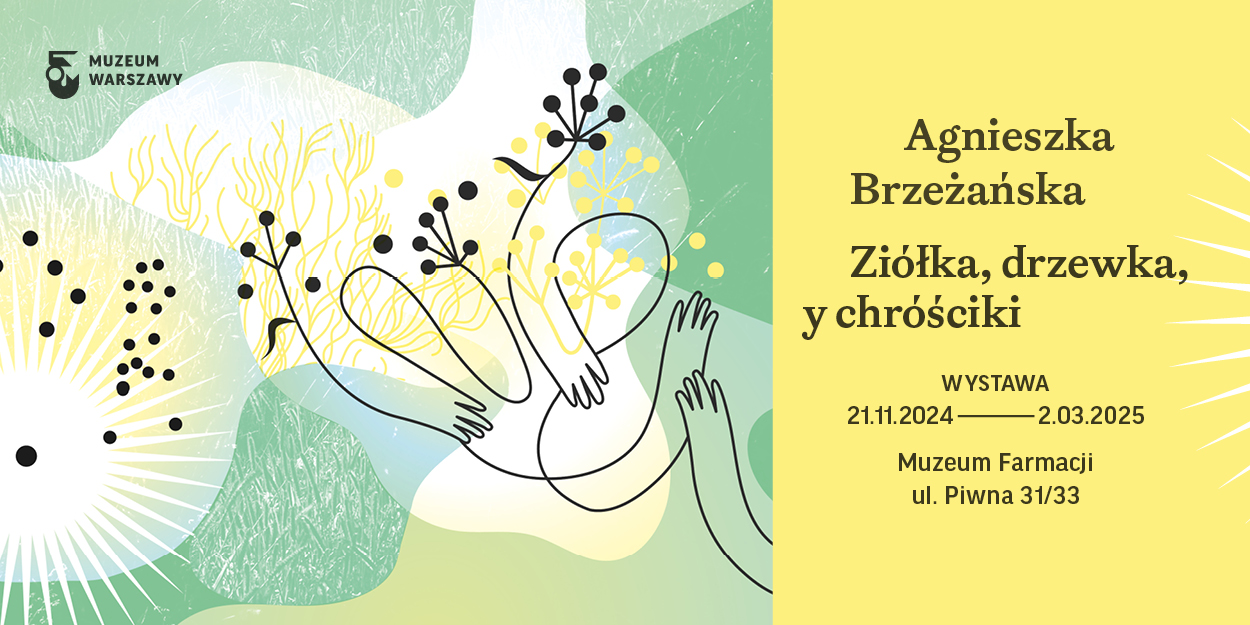 MUZEUM
WARSZAWY
Agnieszka
Brzeżańska
Ziółka, drzewka,
y chróściki
WYSTAWA
21.11.2024 — 2.03.2025
Muzeum Farmacji
ul. Piwna 31/33